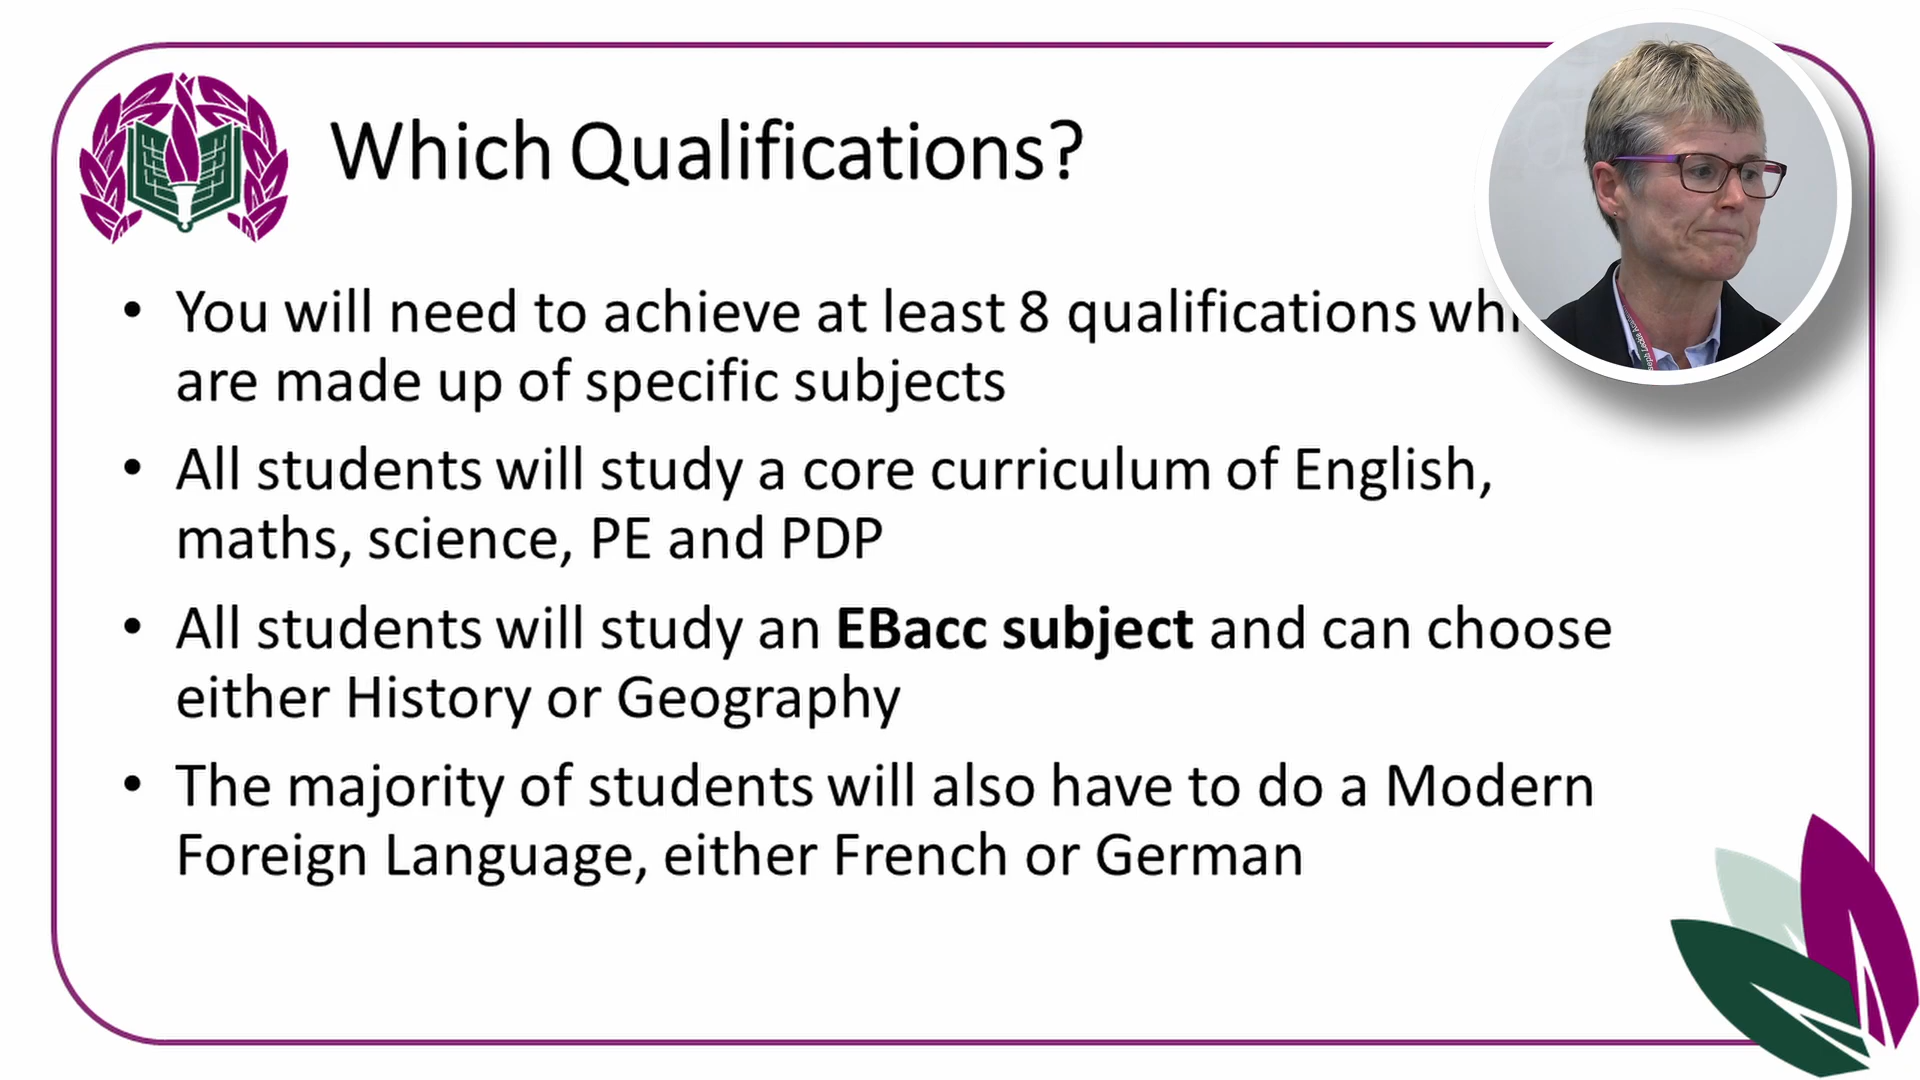 Which Qualifications?
• You will need to achieve at least 8 qualifications
are made up of specific subjects
• All students will study a core curriculum of English,
maths, science, PE and PDP
• All students will study an EBacc subject and can choose
either History or Geography
• The majority of students will also have to do a Modern
Foreign Language, either French or German